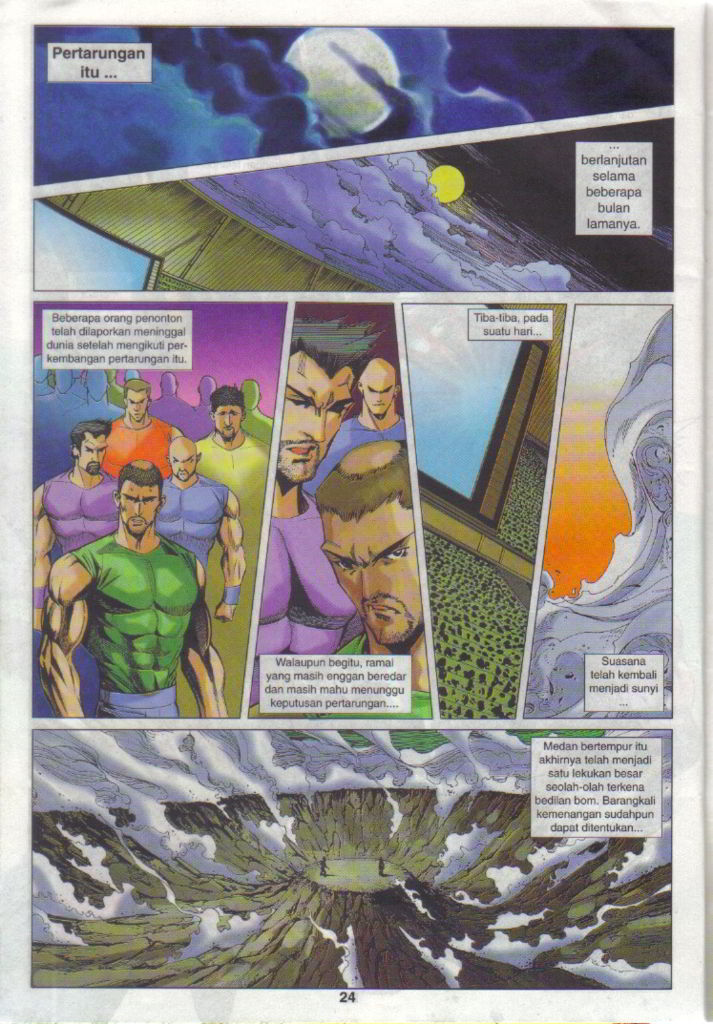 Pertarungan
itu ...
...
berlanjutan
selama
beberapa
bulan
lamanya.
Beberapa orang penonton
telah dilaporkan meninggal
dunia setelah mengikuti per-
kembangan pertarungan itu.
Walaupun begitu, ramai
yang masih enggan beredar
dan masih mahu menunggu
keputusan pertarungan....
Tiba-tiba, pada
suatu hari...
Suasana
telah kembali
menjadi sunyi
...
Medan bertempur itu
akhirnya telah menjadi
satu lekukan besar
seolah-olah terkena
bedilan bom. Barangkali
kemenangan sudahpun
dapat ditentukan...
24